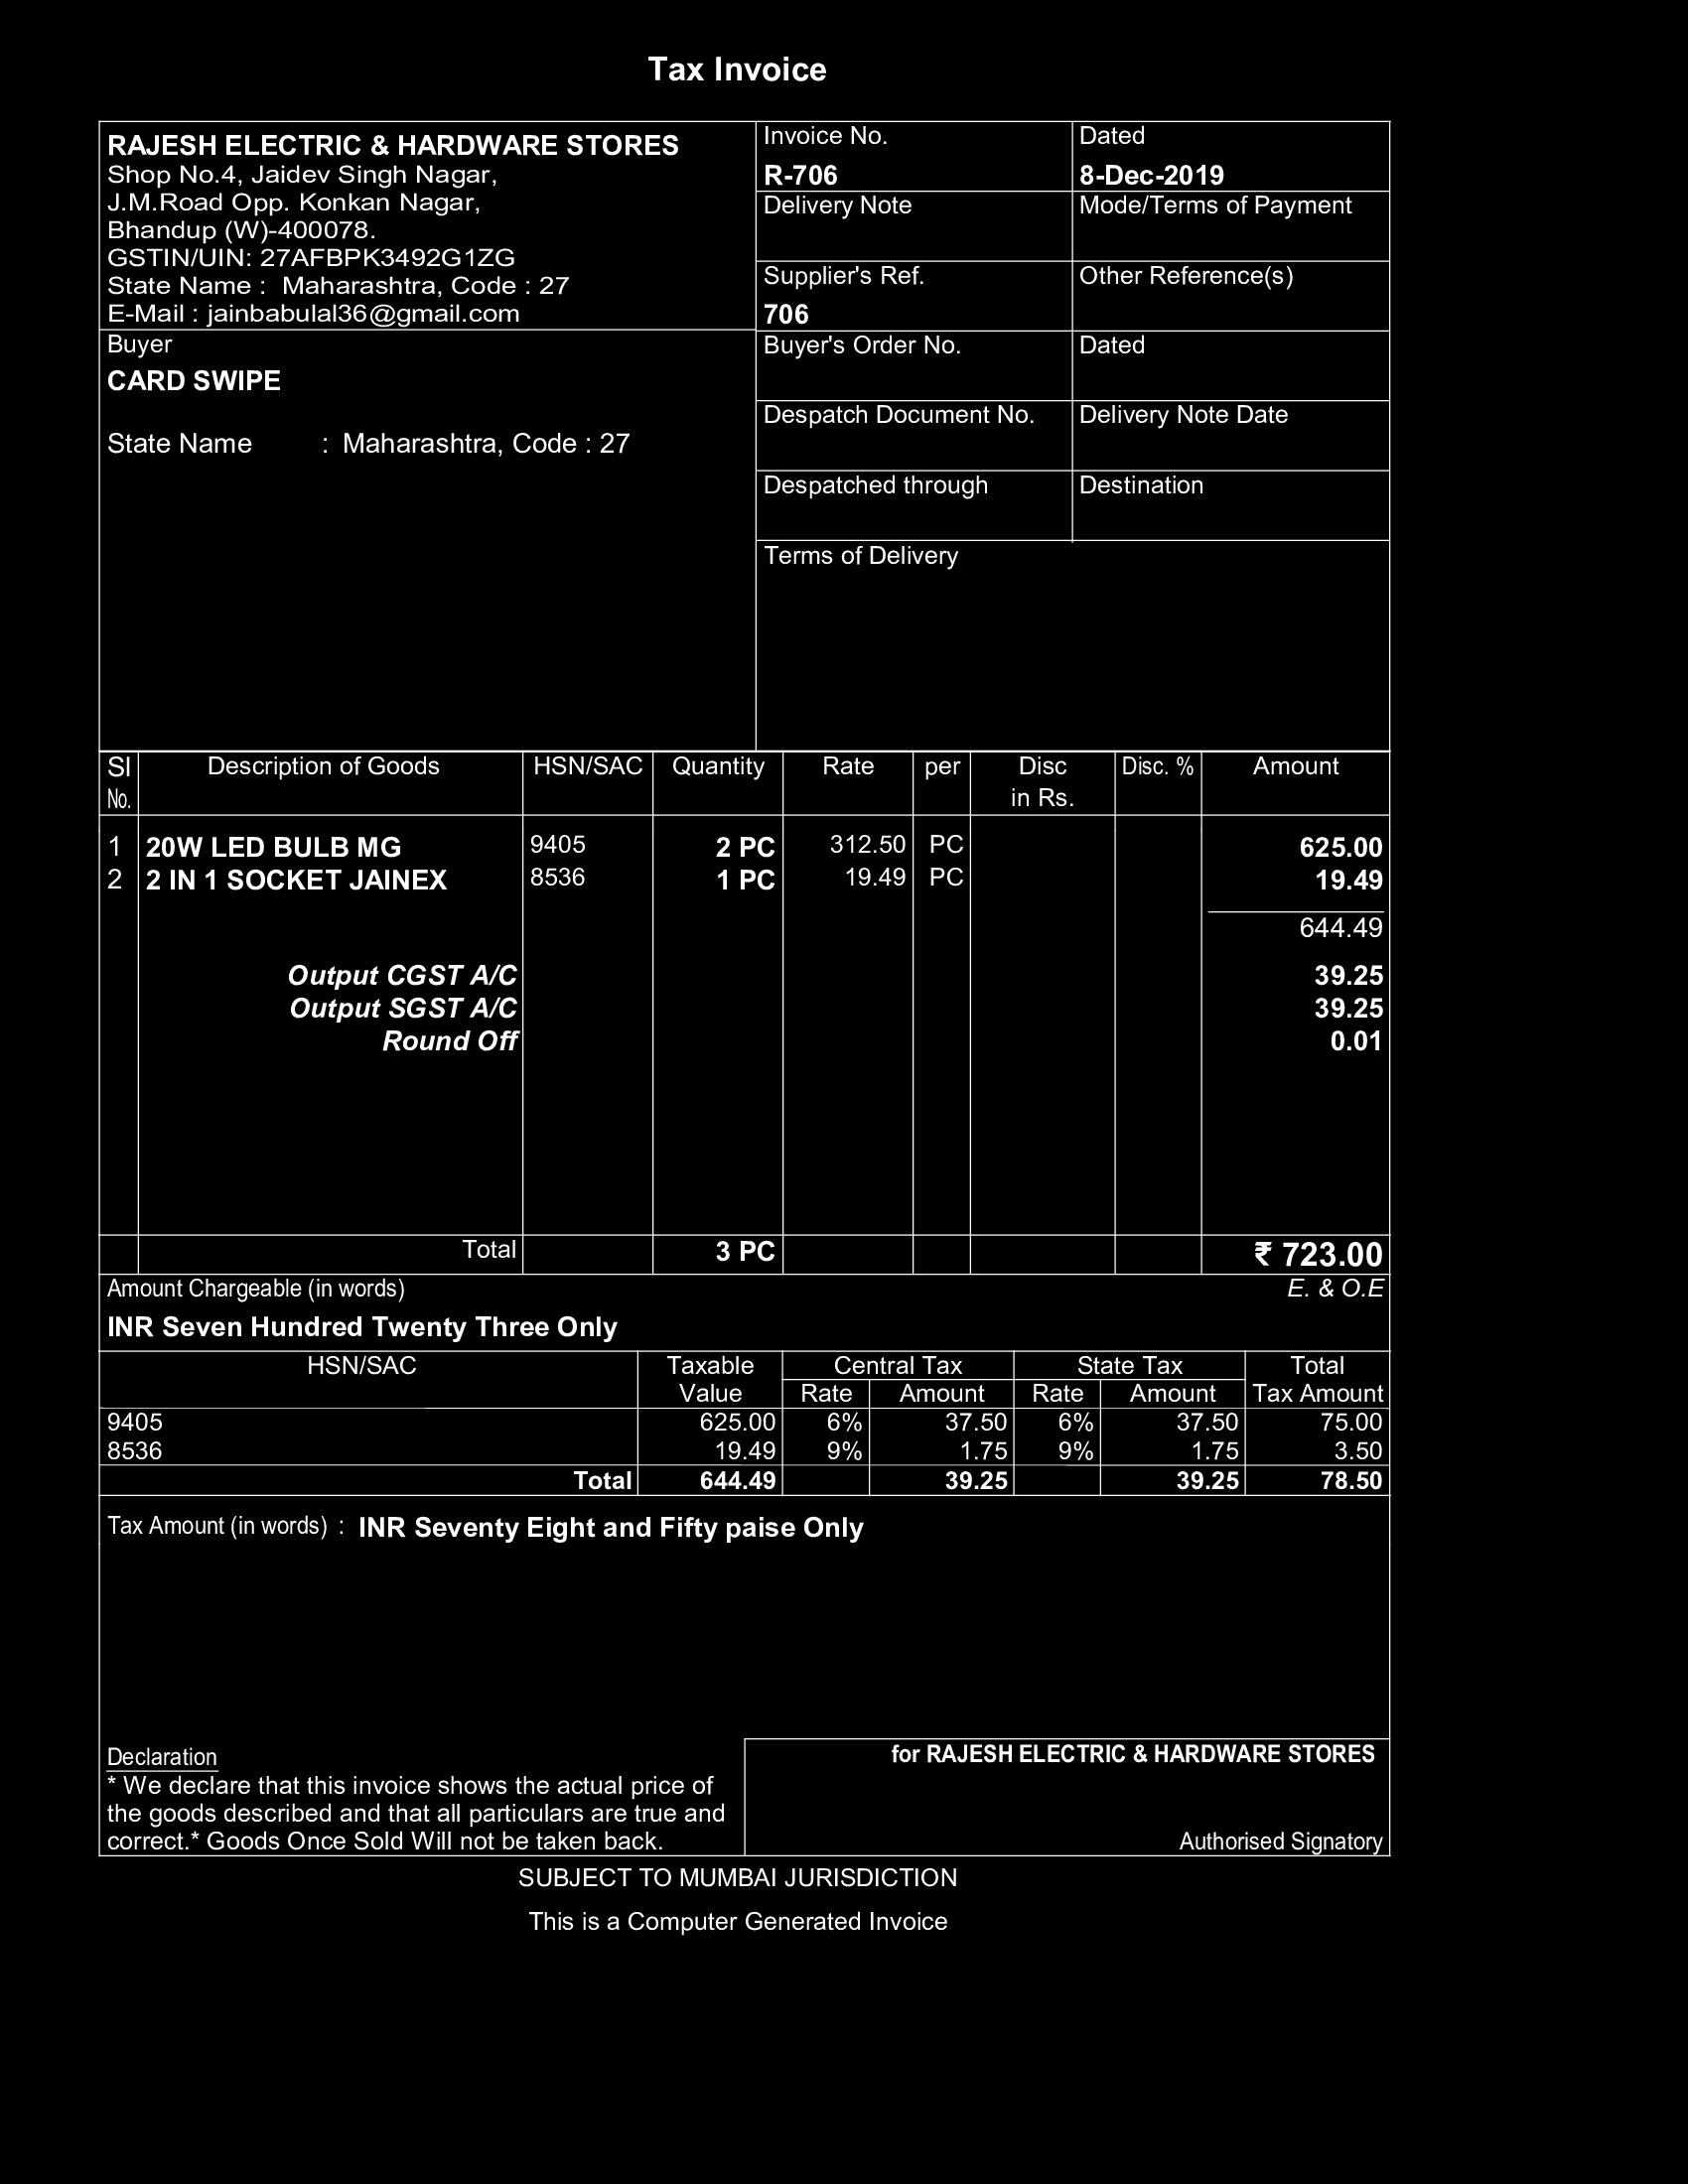 Tax Invoice
RAJESH ELECTRIC & HARDWARE STORES
Shop No.4, Jaidev Singh Nagar,
J.M.Road Opp. Konkan Nagar,
Bhandup (W)-400078.
GSTIN/UIN: 27AFBPK3492G1ZG
State Name : Maharashtra, Code : 27
E-Mail : jainbabulal36@gmail.com
Buyer
CARD SWIPE
State Name : Maharashtra, Code : 27
Invoice No. Dated
R-706 8-Dec-2019
Delivery Note Mode/Terms of Payment
Supplier's Ref. Other Reference(s)
706
Buyer's Order No. Dated
Despatch Document No. Delivery Note Date
Despatched through Destination
Terms of Delivery
Sl Description of Goods HSN/SAC Quantity Rate per Disc Disc. % Amount
No. in Rs.
1 20W LED BULB MG 9405 2 PC 312.50 PC 625.00
2 2 IN 1 SOCKET JAINEX 8536 1 PC 19.49 PC 19.49
644.49
Output CGST A/C 39.25
Output SGST A/C 39.25
Round Off 0.01
Total 3 PC ₹ 723.00
Amount Chargeable (in words) E. & O.E
INR Seven Hundred Twenty Three Only
HSN/SAC Taxable Central Tax State Tax Total
Value Rate Amount Rate Amount Tax Amount
9405 625.00 6% 37.50 6% 37.50 75.00
8536 19.49 9% 1.75 9% 1.75 3.50
Total 644.49 39.25 39.25 78.50
Tax Amount (in words) : INR Seventy Eight and Fifty paise Only
Declaration
* We declare that this invoice shows the actual price of
the goods described and that all particulars are true and
correct.* Goods Once Sold Will not be taken back.
for RAJESH ELECTRIC & HARDWARE STORES
Authorised Signatory
SUBJECT TO MUMBAI JURISDICTION
This is a Computer Generated Invoice